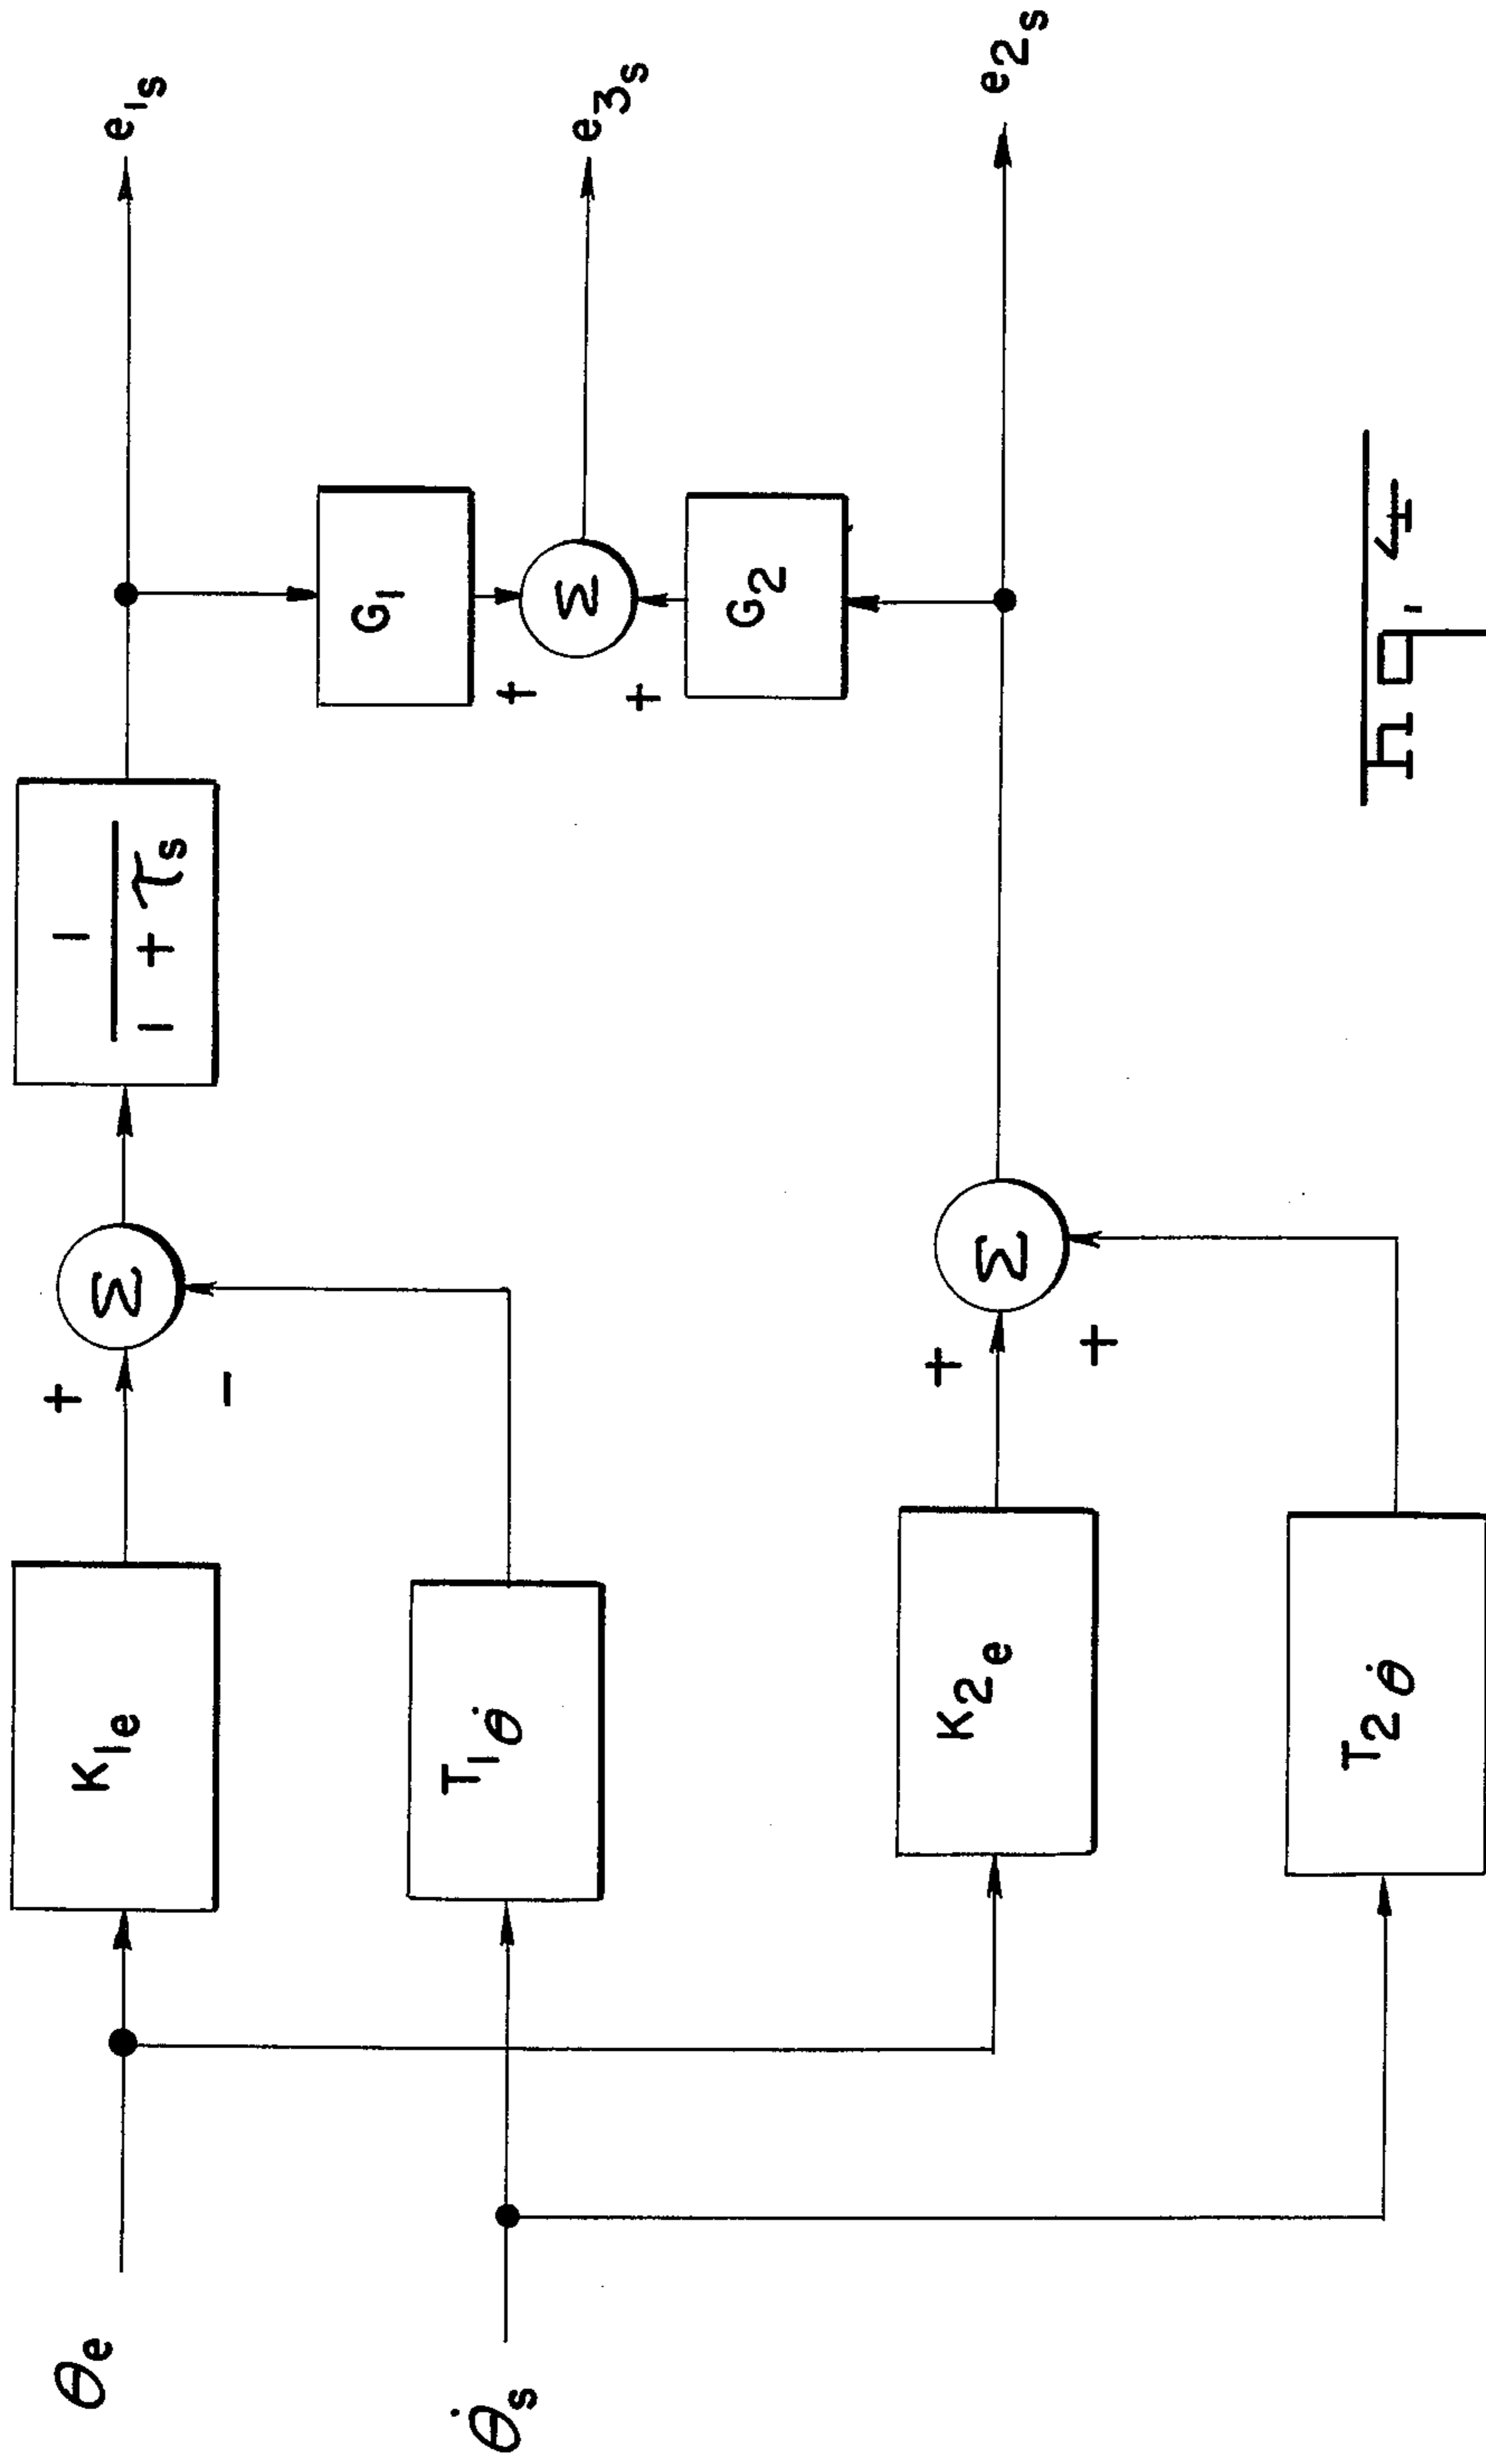 θe
K1e
+
Σ
1
1 + τs
e1s
−
θ̇s
T1θ̇
G1
+
Σ
e3s
+
G2
K2e
+
Σ
e2s
+
T2θ̇
FIG. 4